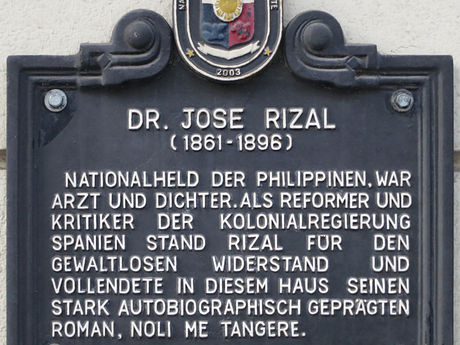 2003
DR. JOSE RIZAL
(1861-1896)
NATIONALHELD DER PHILIPPINEN, WAR
ARZT UND DICHTER. ALS REFORMER UND
KRITIKER DER KOLONIALREGIERUNG
SPANIEN STAND RIZAL FÜR DEN
GEWALTLOSEN WIDERSTAND UND
VOLLENDETE IN DIESEM HAUS SEINEN
STARK AUTOBIOGRAPHISCH GEPRÄGTEN
ROMAN, NOLI ME TANGERE.